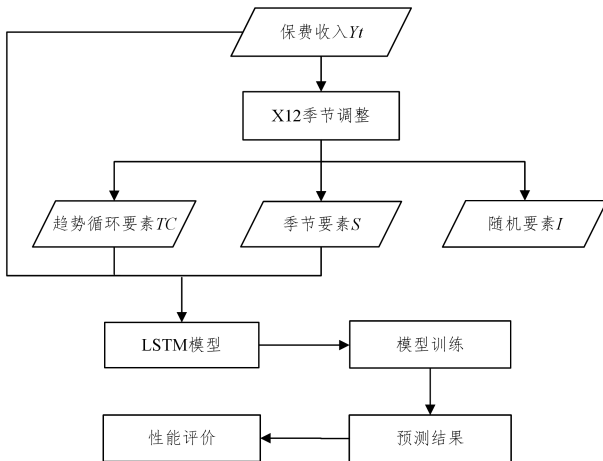 保费收入Yt
X12季节调整
趋势循环要素TC
季节要素S
随机要素I
LSTM模型
模型训练
性能评价
预测结果